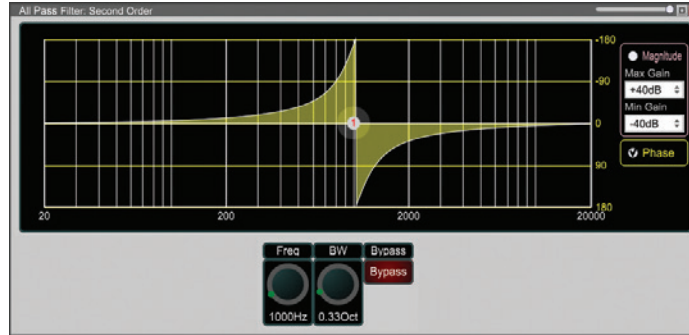 All Pass Filter: Second Order
-180
-90
0
90
180
20
200
2000
20000
1
Magnitude
Max Gain
+40dB
Min Gain
-40dB
Phase
Freq
BW
Bypass
Bypass
1000Hz
0.33Oct